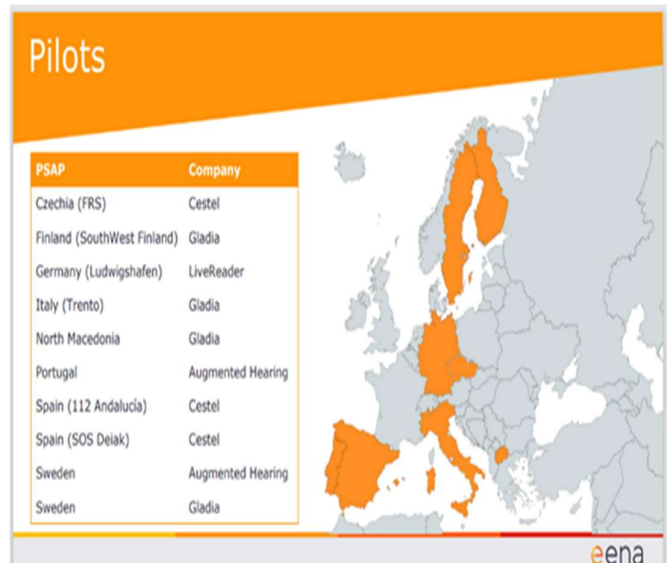 Pilots
PSAP Company
Czechia (FRS) Cestel
Finland (SouthWest Finland) Gladia
Germany (Ludwigshafen) LiveReader
Italy (Trento) Gladia
North Macedonia Gladia
Portugal Augmented Hearing
Spain (112 Andalucía) Cestel
Spain (SOS Deiak) Cestel
Sweden Augmented Hearing
Sweden Gladia
eena